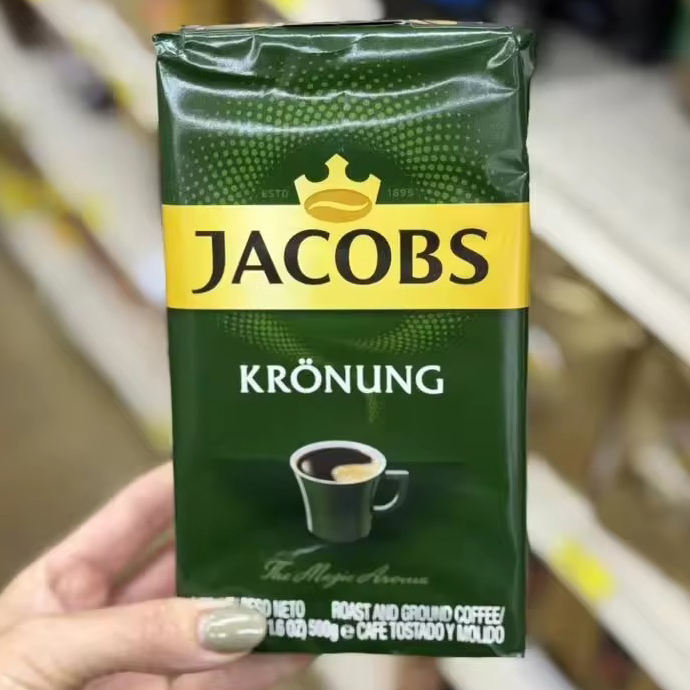 ESTD 1895
JACOBS
KRÖNUNG
The Magic Aroma
PESO NETO ROAST AND GROUND COFFEE/
500g e CAFE TOSTADO Y MOLIDO